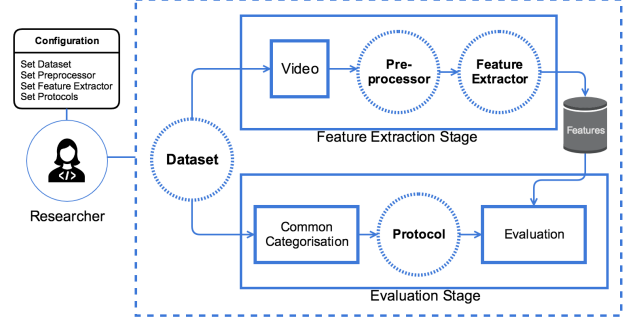 Configuration
Set Dataset
Set Preprocessor
Set Feature Extractor
Set Protocols
Researcher
Dataset
Video
Pre-
processor
Feature
Extractor
Feature Extraction Stage
Features
Common
Categorisation
Protocol
Evaluation
Evaluation Stage